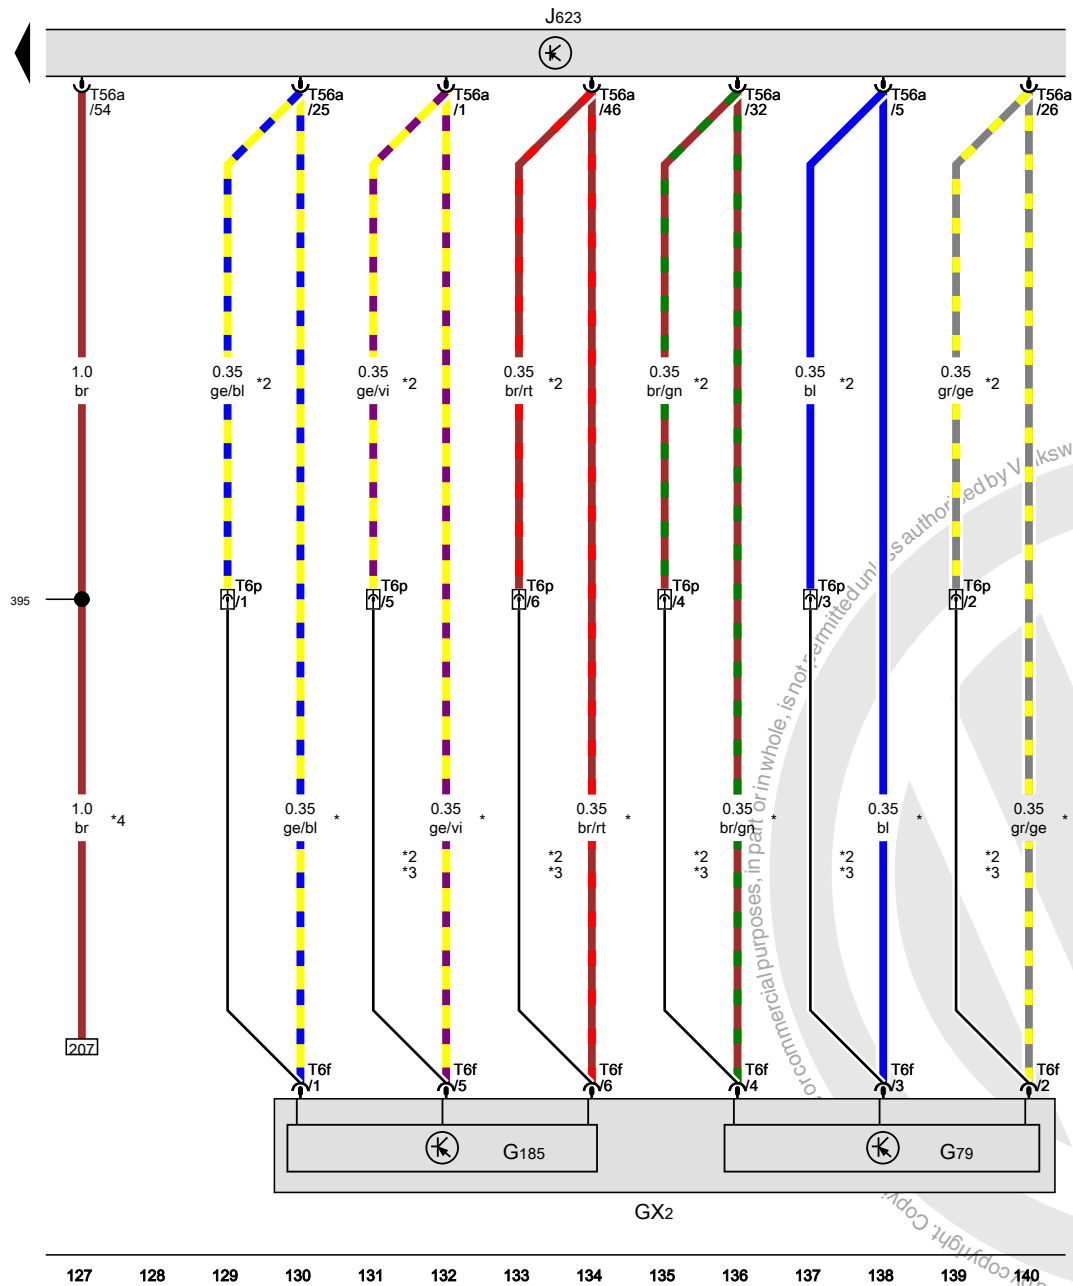 J623
T56a
/54
T56a
/25
T56a
/1
T56a
/46
T56a
/32
T56a
/5
T56a
/26
1.0
br
0.35
ge/bl *2
0.35
ge/vi *2
0.35
br/rt *2
0.35
br/gn *2
0.35
bl *2
0.35
gr/ge *2
395
T6p
/1
T6p
/5
T6p
/6
T6p
/4
T6p
/3
T6p
/2
1.0
br *4
0.35
ge/bl *
0.35
ge/vi *
0.35
br/rt *
0.35
br/gn *
0.35
bl *
0.35
gr/ge *
*2
*3
*2
*3
*2
*3
*2
*3
*2
*3
207
T6f
/1
T6f
/5
T6f
/6
T6f
/4
T6f
/3
T6f
/2
G185
G79
GX2
127 128 129 130 131 132 133 134 135 136 137 138 139 140
or commercial purposes, in part or in whole, is not permitted unless authorised by Volksw
by copyright. Copyri